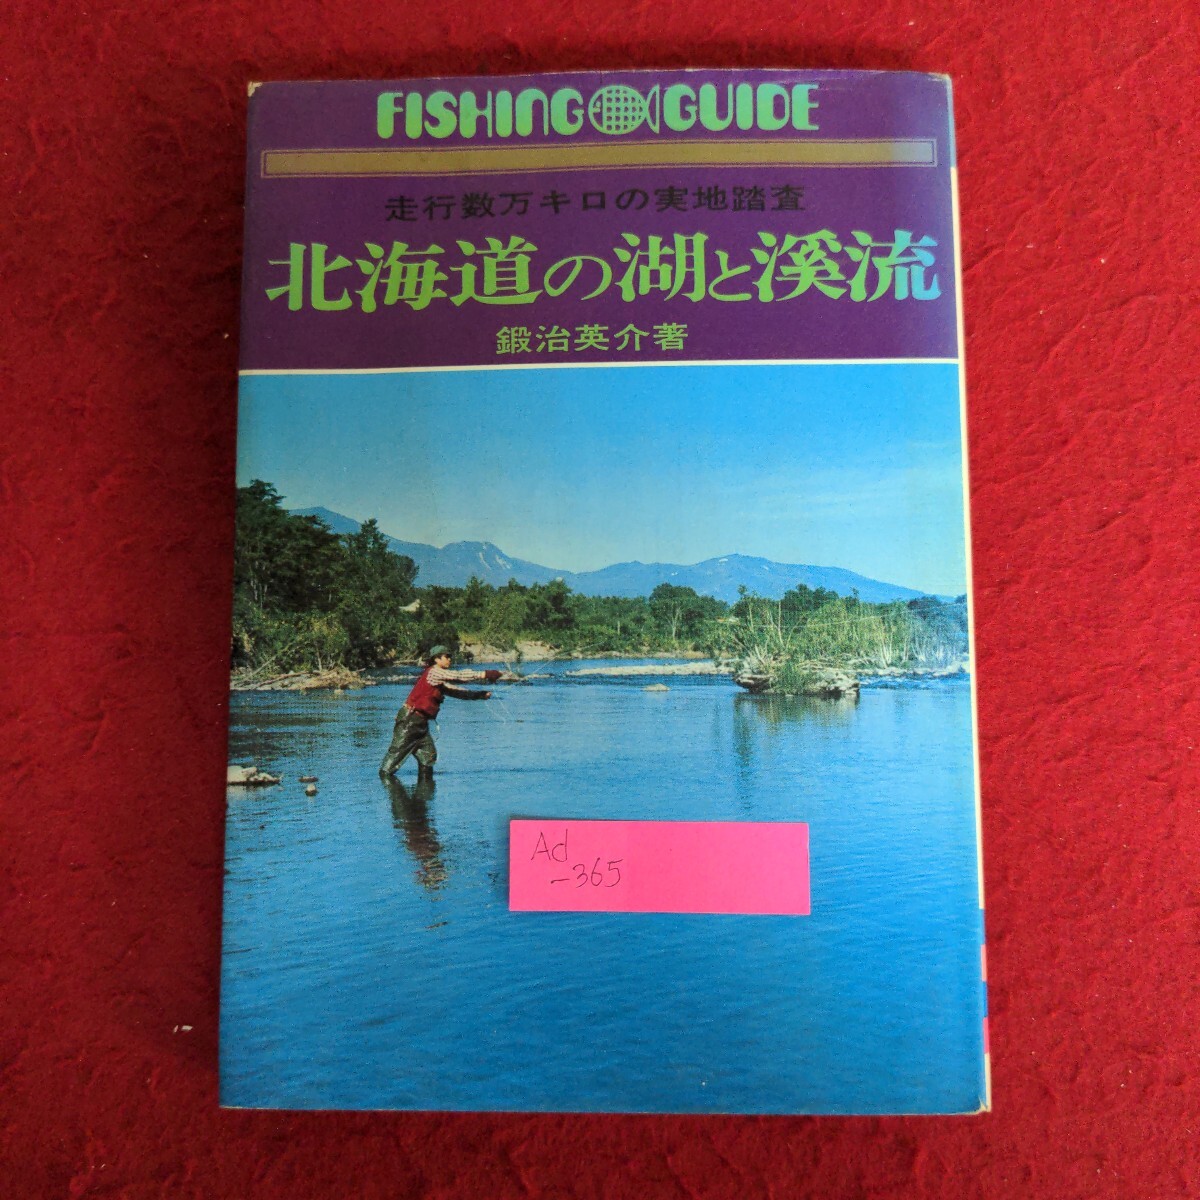 FISHING GUIDE
走行数万キロの実地踏査
北海道の湖と溪流
鍛治英介著
Ad
-365